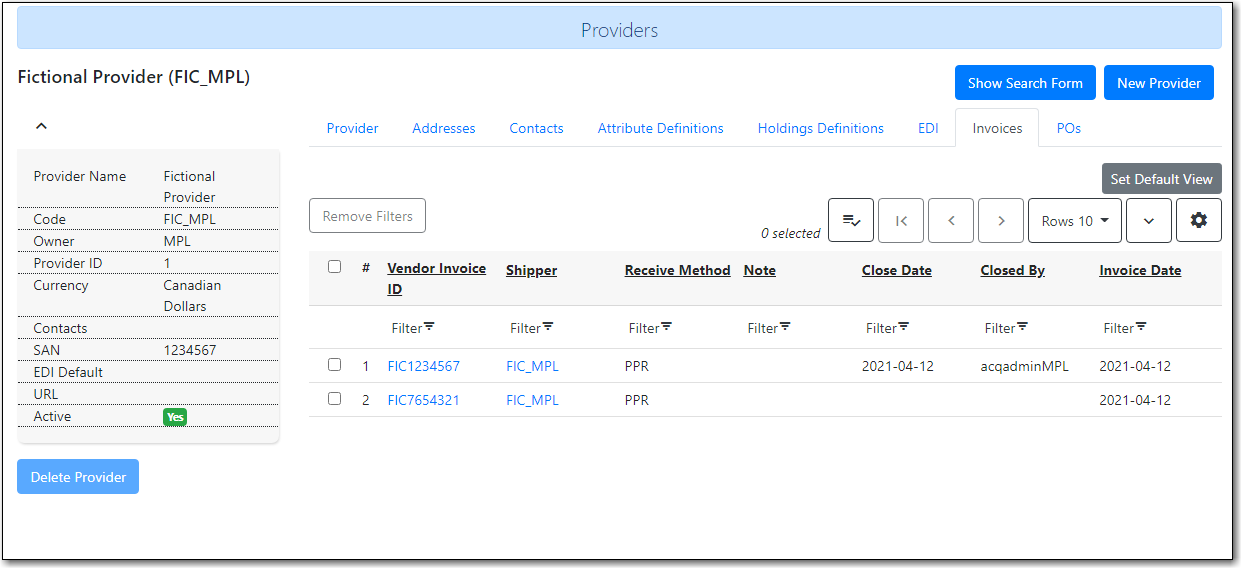 Providers
Fictional Provider (FIC_MPL)
Show Search Form
New Provider
Provider Addresses Contacts Attribute Definitions Holdings Definitions EDI Invoices POs
Provider Name Fictional
Provider
Code FIC_MPL
Owner MPL
Provider ID 1
Currency Canadian
Dollars
Contacts
SAN 1234567
EDI Default
URL
Active Yes
Delete Provider
Set Default View
Remove Filters
0 selected
Rows 10
# Vendor Invoice Shipper Receive Method Note Close Date Closed By Invoice Date
ID
Filter Filter Filter Filter Filter Filter Filter
1 FIC1234567 FIC_MPL PPR 2021-04-12 acqadminMPL 2021-04-12
2 FIC7654321 FIC_MPL PPR 2021-04-12